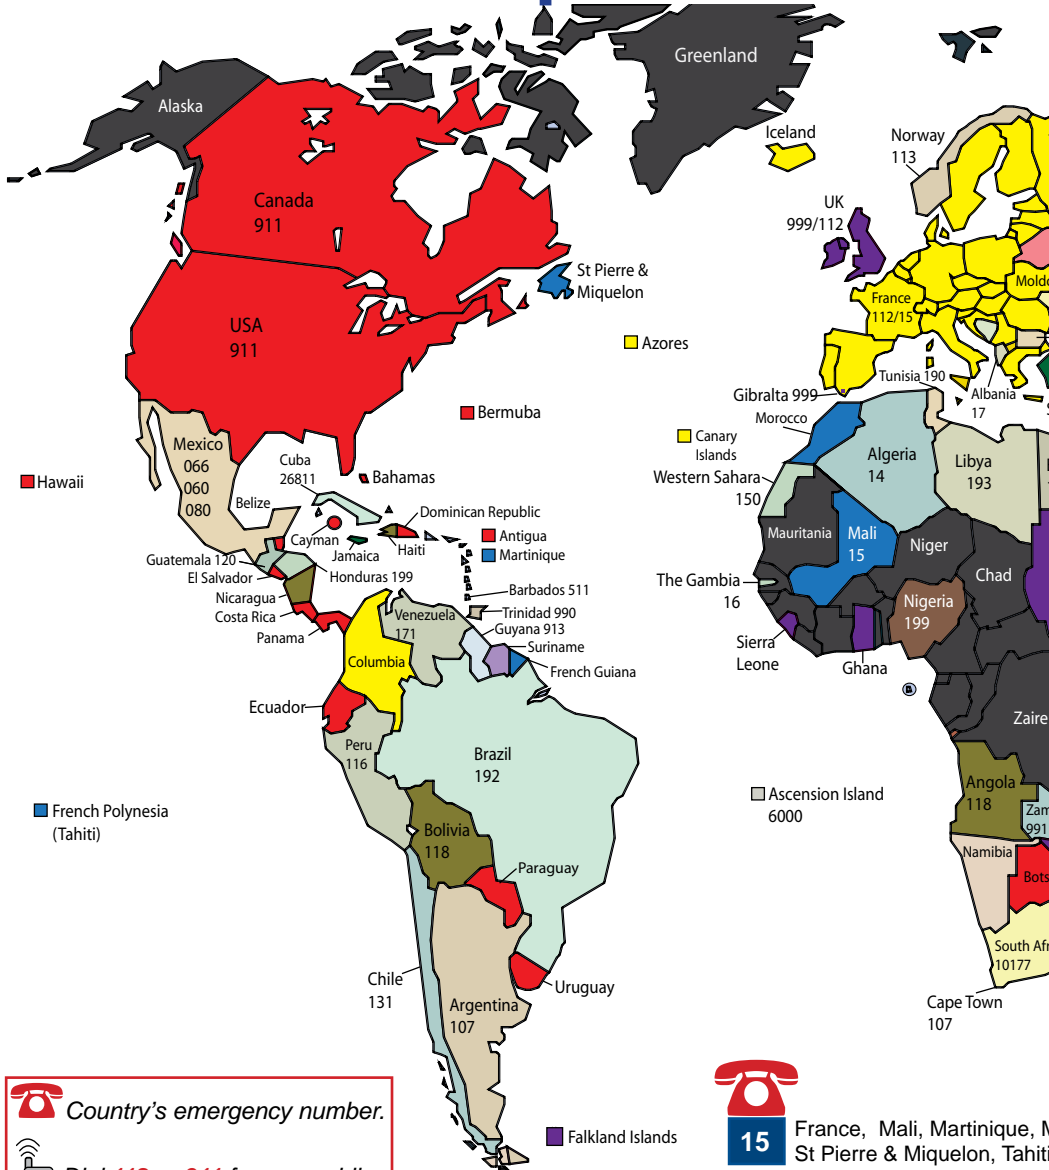 Greenland
Alaska
Iceland
Norway
113
Canada
911
UK
999/112
St Pierre &
Miquelon
Moldo
France
112/15
USA
911
Azores
Tunisia 190
Gibralta 999
Albania
17
Bermuba
Morocco
Canary
Islands
Mexico
066
060
080
Algeria
14
Libya
193
Cuba
26811
Hawaii
Bahamas
Western Sahara
150
Belize
Dominican Republic
Cayman
Antigua
Mauritania
Mali
15
Niger
Jamaica
Haiti
Martinique
Guatemala 120
El Salvador
Honduras 199
The Gambia
16
Chad
Nicaragua
Barbados 511
Costa Rica
Venezuela
171
Trinidad 990
Nigeria
199
Panama
Guyana 913
Suriname
Sierra
Leone
Columbia
French Guiana
Ghana
Ecuador
Zaire
Peru
116
Brazil
192
Angola
118
French Polynesia
(Tahiti)
Ascension Island
6000
Zam
991
Bolivia
118
Namibia
Paraguay
Bots
South Afr
10177
Chile
131
Uruguay
Argentina
107
Cape Town
107
Country's emergency number.
Falkland Islands
15
France, Mali, Martinique, M
St Pierre & Miquelon, Tahiti